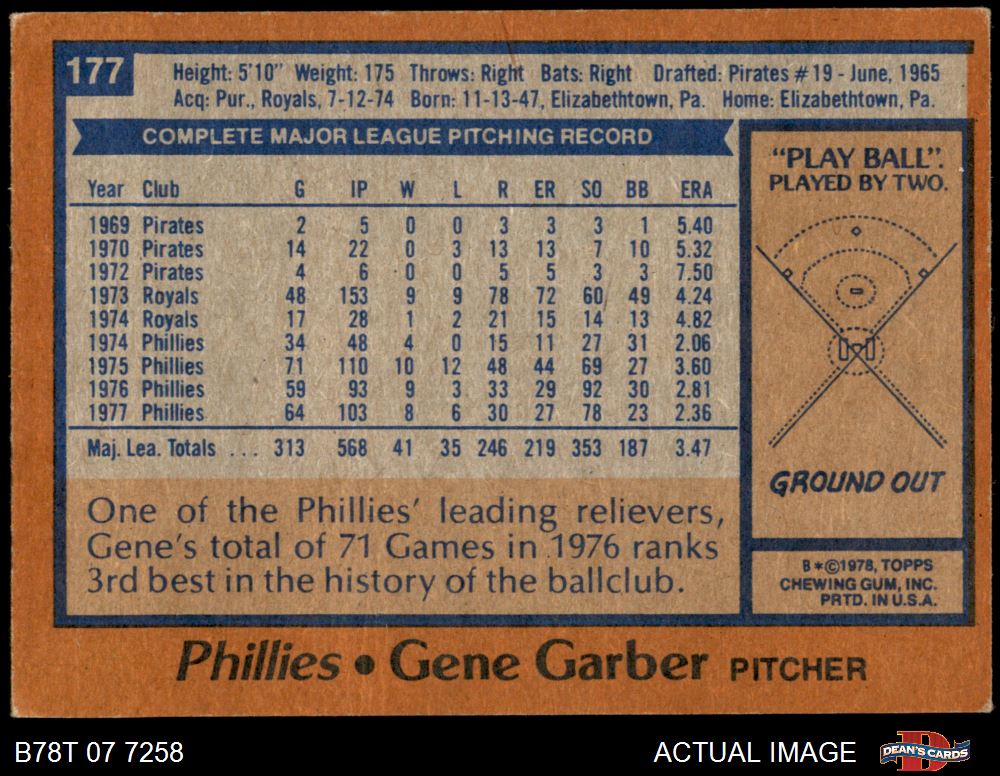 177
Height: 5'10" Weight: 175 Throws: Right Bats: Right Drafted: Pirates #19 - June, 1965
Acq: Pur., Royals, 7-12-74 Born: 11-13-47, Elizabethtown, Pa. Home: Elizabethtown, Pa.
COMPLETE MAJOR LEAGUE PITCHING RECORD
Year Club G IP W L R ER SO BB ERA
1969 Pirates 2 5 0 0 3 3 3 1 5.40
1970 Pirates 14 22 0 3 13 13 7 10 5.32
1972 Pirates 4 6 0 0 5 5 3 3 7.50
1973 Royals 48 153 9 9 78 72 60 49 4.24
1974 Royals 17 28 1 2 21 15 14 13 4.82
1974 Phillies 34 48 4 0 15 11 27 31 2.06
1975 Phillies 71 110 10 12 48 44 69 27 3.60
1976 Phillies 59 93 9 3 33 29 92 30 2.81
1977 Phillies 64 103 8 6 30 27 78 23 2.36
Maj. Lea. Totals ... 313 568 41 35 246 219 353 187 3.47
One of the Phillies' leading relievers,
Gene's total of 71 Games in 1976 ranks
3rd best in the history of the ballclub.
"PLAY BALL".
PLAYED BY TWO.
GROUND OUT
B*©1978, TOPPS
CHEWING GUM, INC.
PRTD. IN U.S.A.
Phillies • Gene Garber PITCHER
B78T 07 7258
ACTUAL IMAGE
D
DEAN'S CARDS